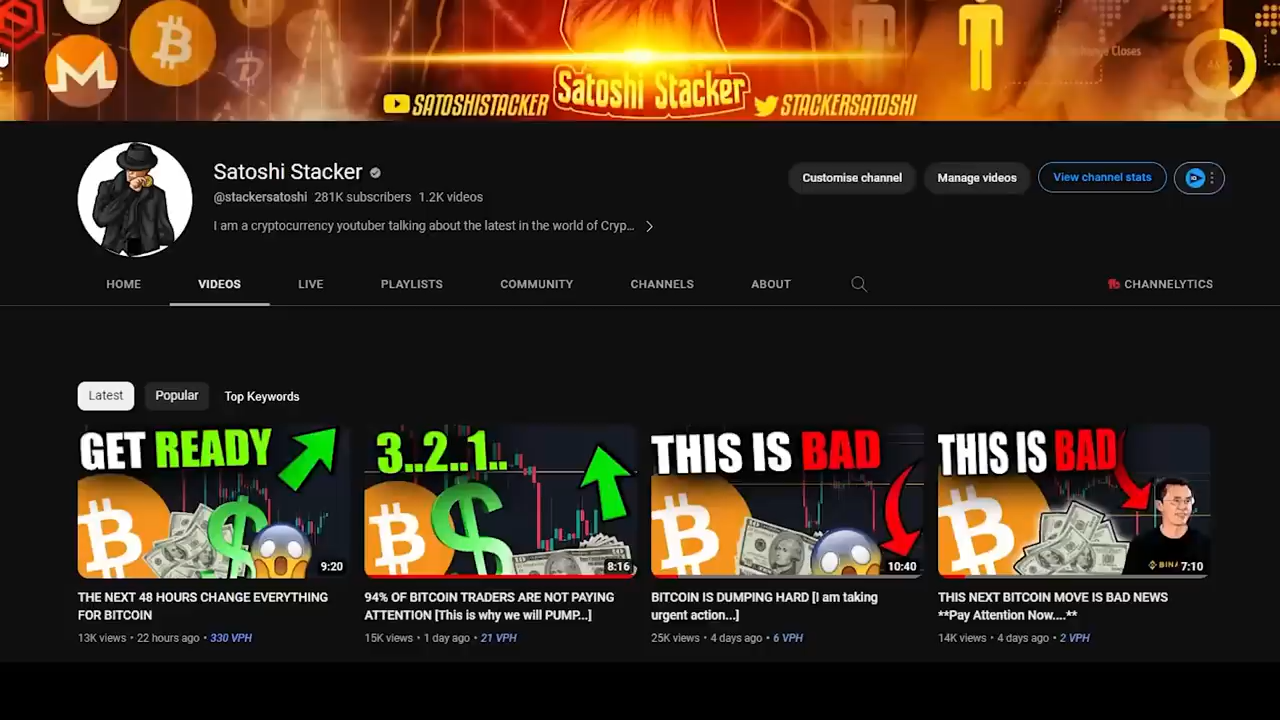 Satoshi Stacker
SATOSHISTACKER
STACKERSATOSHI
Satoshi Stacker
@stackersatoshi 281K subscribers 1.2K videos
I am a cryptocurrency youtuber talking about the latest in the world of Cryp...
Customise channel
Manage videos
View channel stats
HOME
VIDEOS
LIVE
PLAYLISTS
COMMUNITY
CHANNELS
ABOUT
CHANNELYTICS
Latest
Popular
Top Keywords
GET READY
9:20
THE NEXT 48 HOURS CHANGE EVERYTHING
FOR BITCOIN
13K views • 22 hours ago • 330 VPH
3..2..1..
8:16
94% OF BITCOIN TRADERS ARE NOT PAYING
ATTENTION [This is why we will PUMP...]
15K views • 1 day ago • 21 VPH
THIS IS BAD
10:40
BITCOIN IS DUMPING HARD [I am taking
urgent action...]
25K views • 4 days ago • 6 VPH
THIS IS BAD
7:10
THIS NEXT BITCOIN MOVE IS BAD NEWS
**Pay Attention Now....**
14K views • 4 days ago • 2 VPH